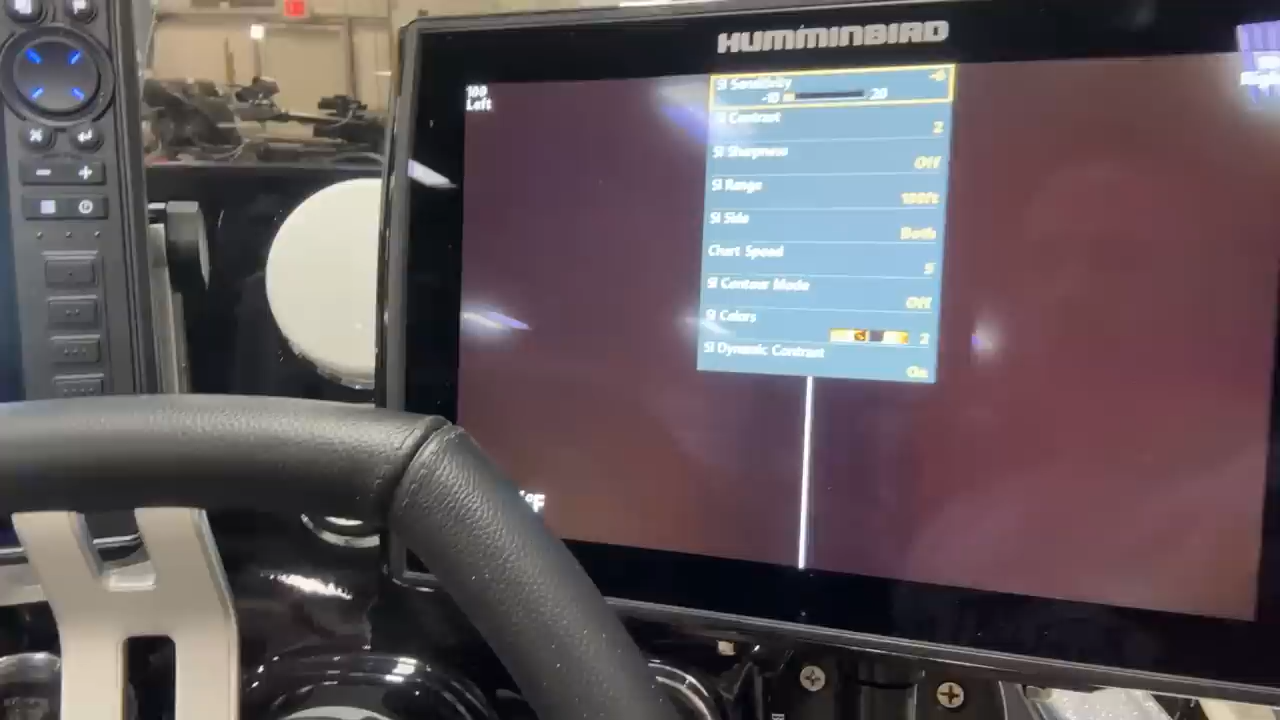 HUMMINBIRD
100
Left
SI Sensitivity
-10 20
SI Contrast
2
SI Sharpness
Off
SI Range
100ft
SI Side
Both
Chart Speed
5
SI Contour Mode
Off
SI Colors
2
SI Dynamic Contrast
On
°F